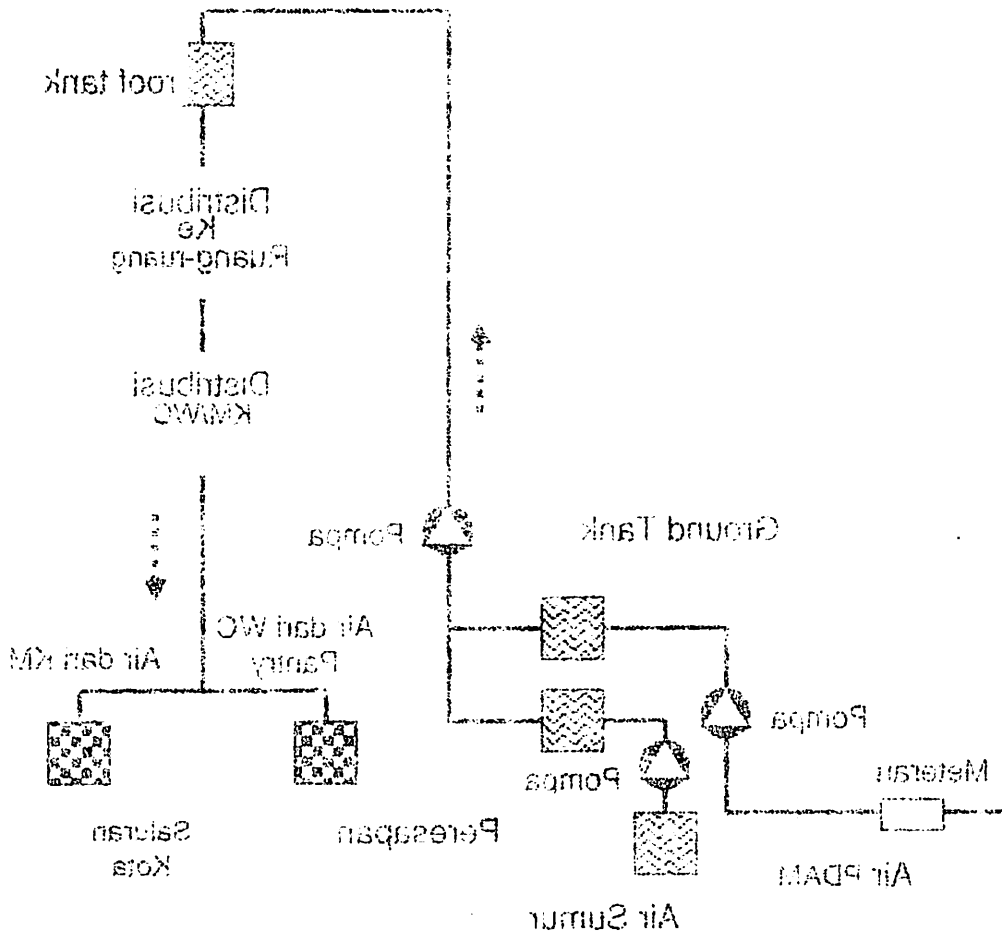 roof tank
Distribusi
Ke
Ruang-ruang
Distribusi
KM/WC
Pompa
Ground Tank
Air dari WC
Pantry
Air dari KM
Pompa
Pompa
Meteran
Air PDAM
Air Sumur
Peresapan
Saluran
Kota